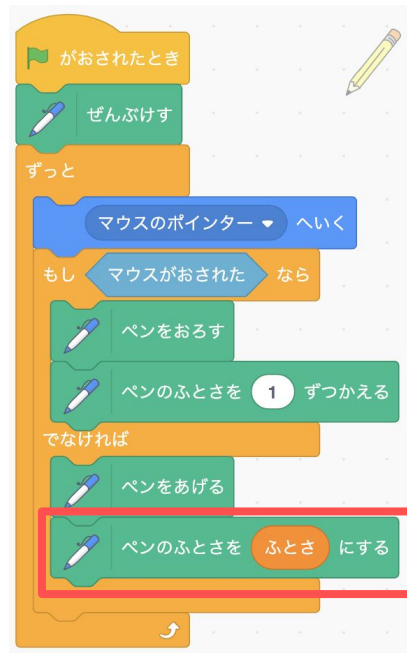 がおされたとき
ぜんぶけす
ずっと
マウスのポインター へいく
もし マウスがおされた なら
ペンをおろす
ペンのふとさを 1 ずつかえる
でなければ
ペンをあげる
ペンのふとさを ふとさ にする